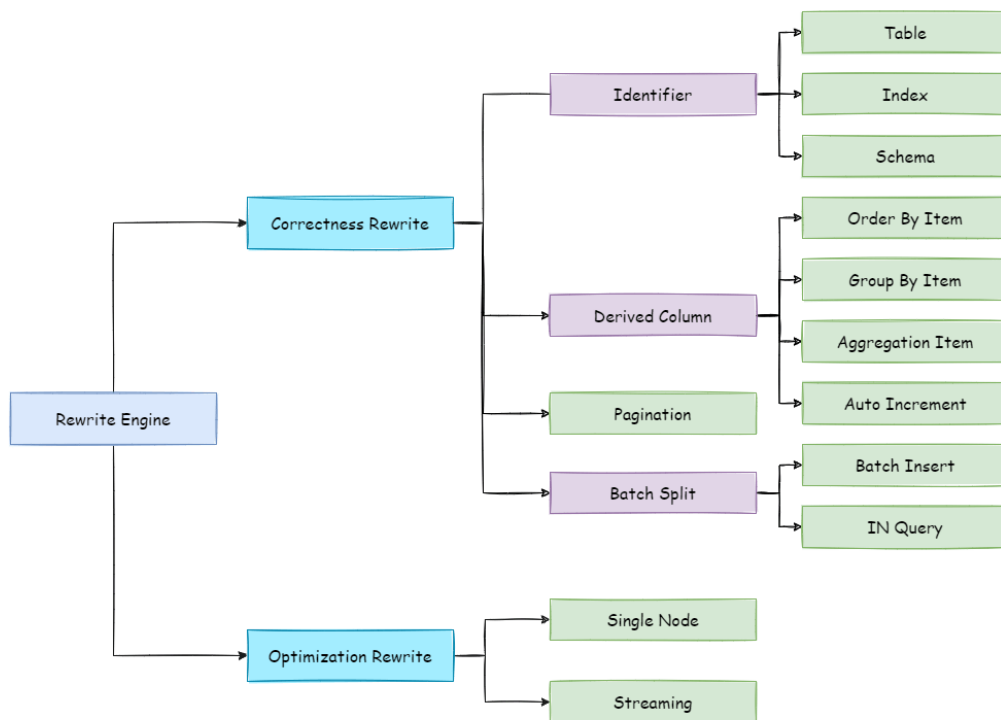 Table
Identifier
Index
Schema
Correctness Rewrite
Order By Item
Group By Item
Derived Column
Aggregation Item
Rewrite Engine
Pagination
Auto Increment
Batch Split
Batch Insert
IN Query
Single Node
Optimization Rewrite
Streaming